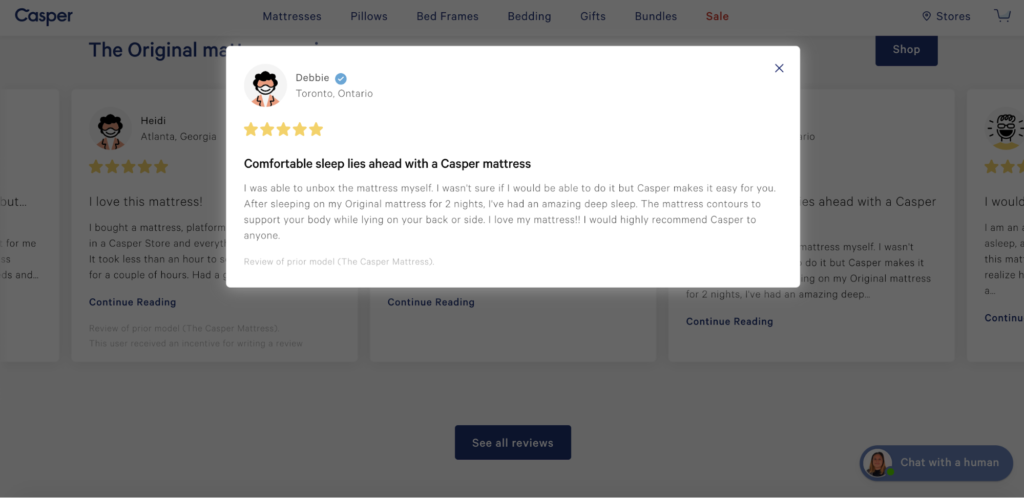 Casper
Mattresses Pillows Bed Frames Bedding Gifts Bundles Sale
Stores
The Original
Shop
Debbie
Toronto, Ontario
Comfortable sleep lies ahead with a Casper mattress
I was able to unbox the mattress myself. I wasn't sure if I would be able to do it but Casper makes it easy for you.
After sleeping on my Original mattress for 2 nights, I've had an amazing deep sleep. The mattress contours to
support your body while lying on your back or side. I love my mattress!! I would highly recommend Casper to
anyone.
Review of prior model (The Casper Mattress).
but...
for me
ds and...
Heidi
Atlanta, Georgia
I love this mattress!
I bought a mattress, platform
in a Casper Store and
It took less than an hour to
for a couple of hours. Had a
Continue Reading
Review of prior model (The Casper Mattress).
This user received an incentive for writing a review
Continue Reading
ahead with a Casper
mattress myself. I wasn't
do it but Casper makes it
on my Original mattress
for 2 nights, I've had an amazing deep...
Continue Reading
I
I am an
asleep, a
this
realize h
a...
See all reviews
Chat with a human